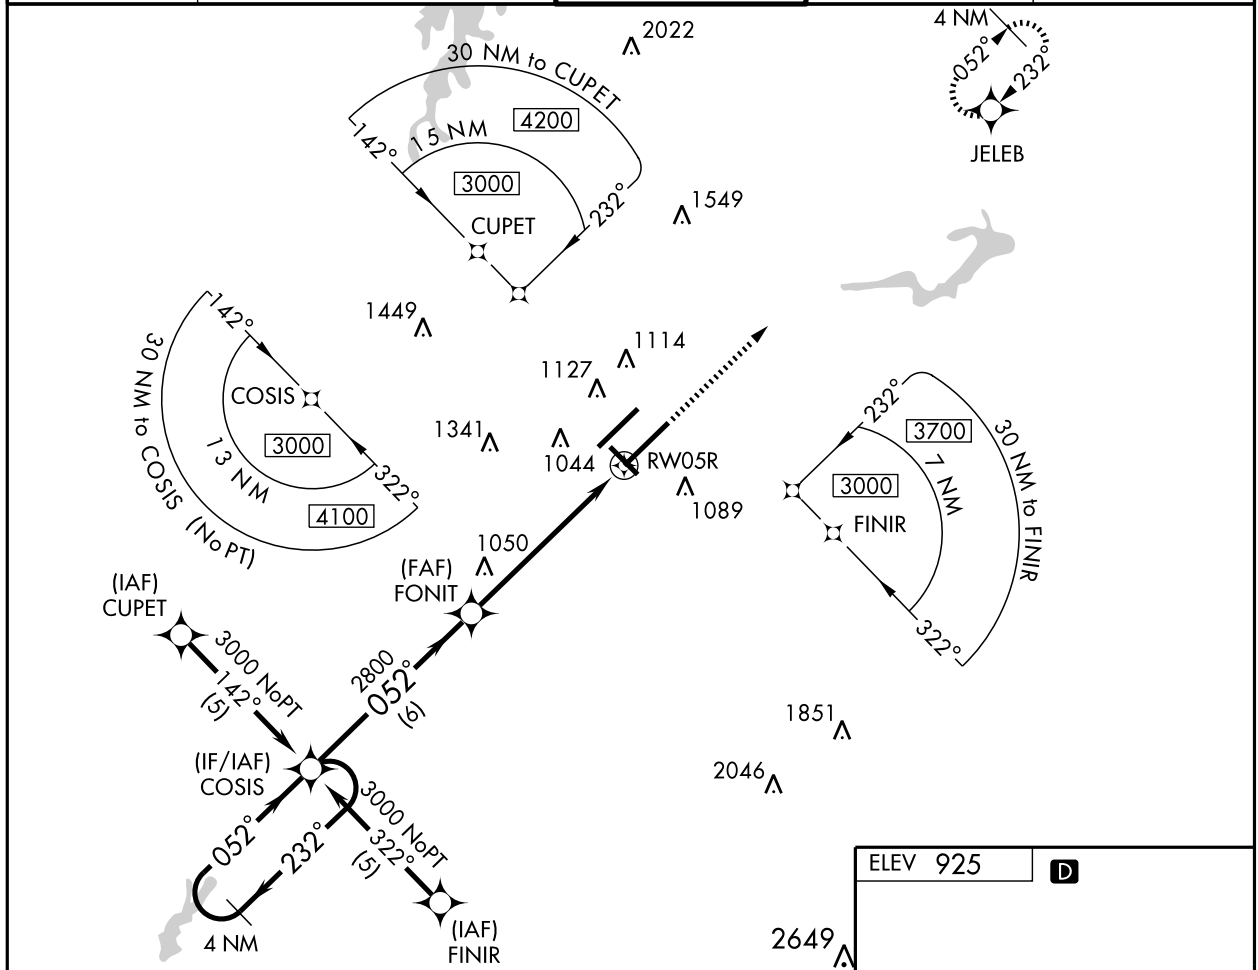 2022
4 NM
052°
232°
JELEB
30 NM to CUPET
4200
15 NM
142°
3000
232°
CUPET
1549
1449
1114
1127
142°
30 NM to COSIS (NoPT)
COSIS
3000
13 NM
322°
4100
1341
1044
RW05R
1089
232°
3700
30 NM to FINIR
7 NM
3000
FINIR
322°
1050
(FAF)
FONIT
(IAF)
CUPET
3000 NoPT
142°
(5)
2800
052°
(6)
(IF/IAF)
COSIS
3000 NoPT
322°
(5)
052°
232°
4 NM
(IAF)
FINIR
1851
2046
2649
ELEV 925
D